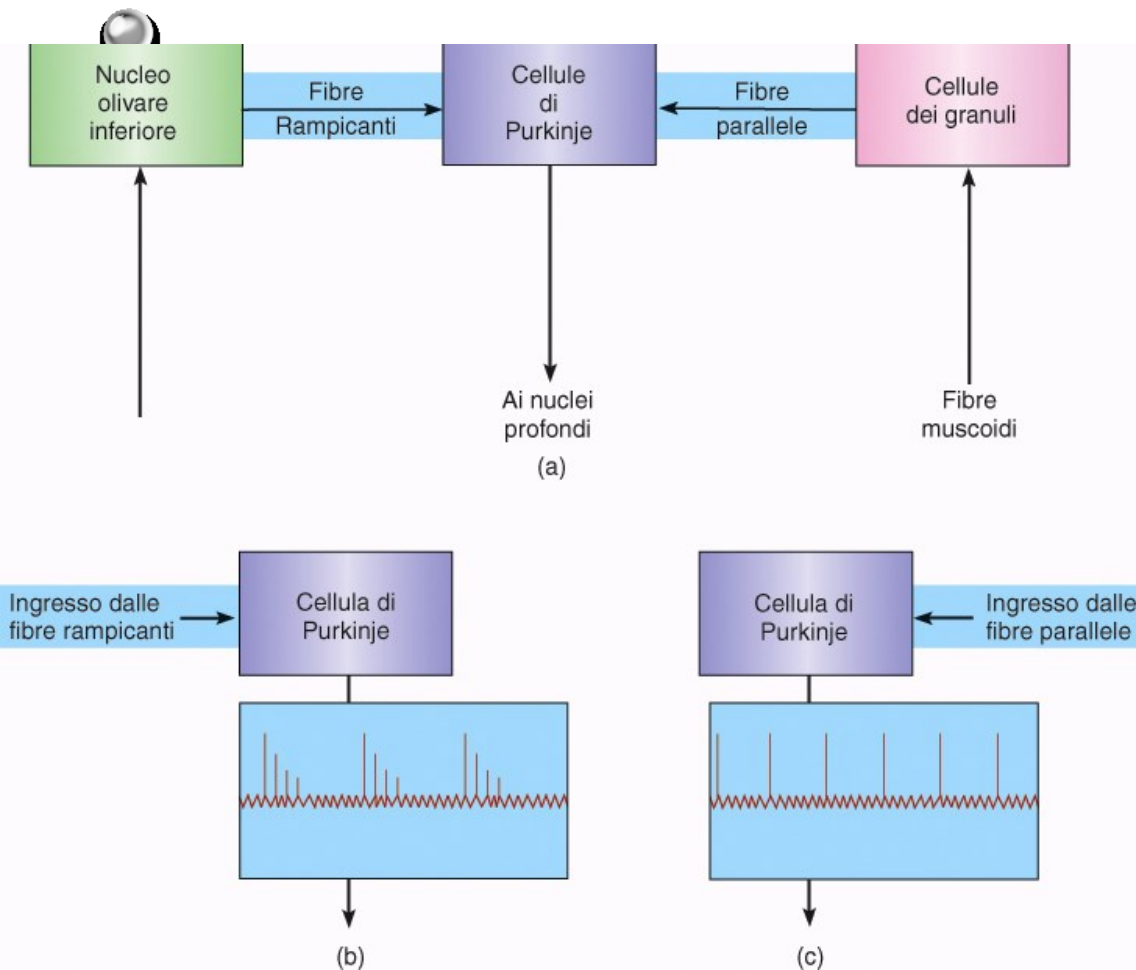 Nucleo
olivare
inferiore
Fibre
Rampicanti
Cellule
di
Purkinje
Fibre
parallele
Cellule
dei granuli
Ai nuclei
profondi
Fibre
muscoidi
(a)
Ingresso dalle
fibre rampicanti
Cellula di
Purkinje
Cellula di
Purkinje
Ingresso dalle
fibre parallele
(b)
(c)